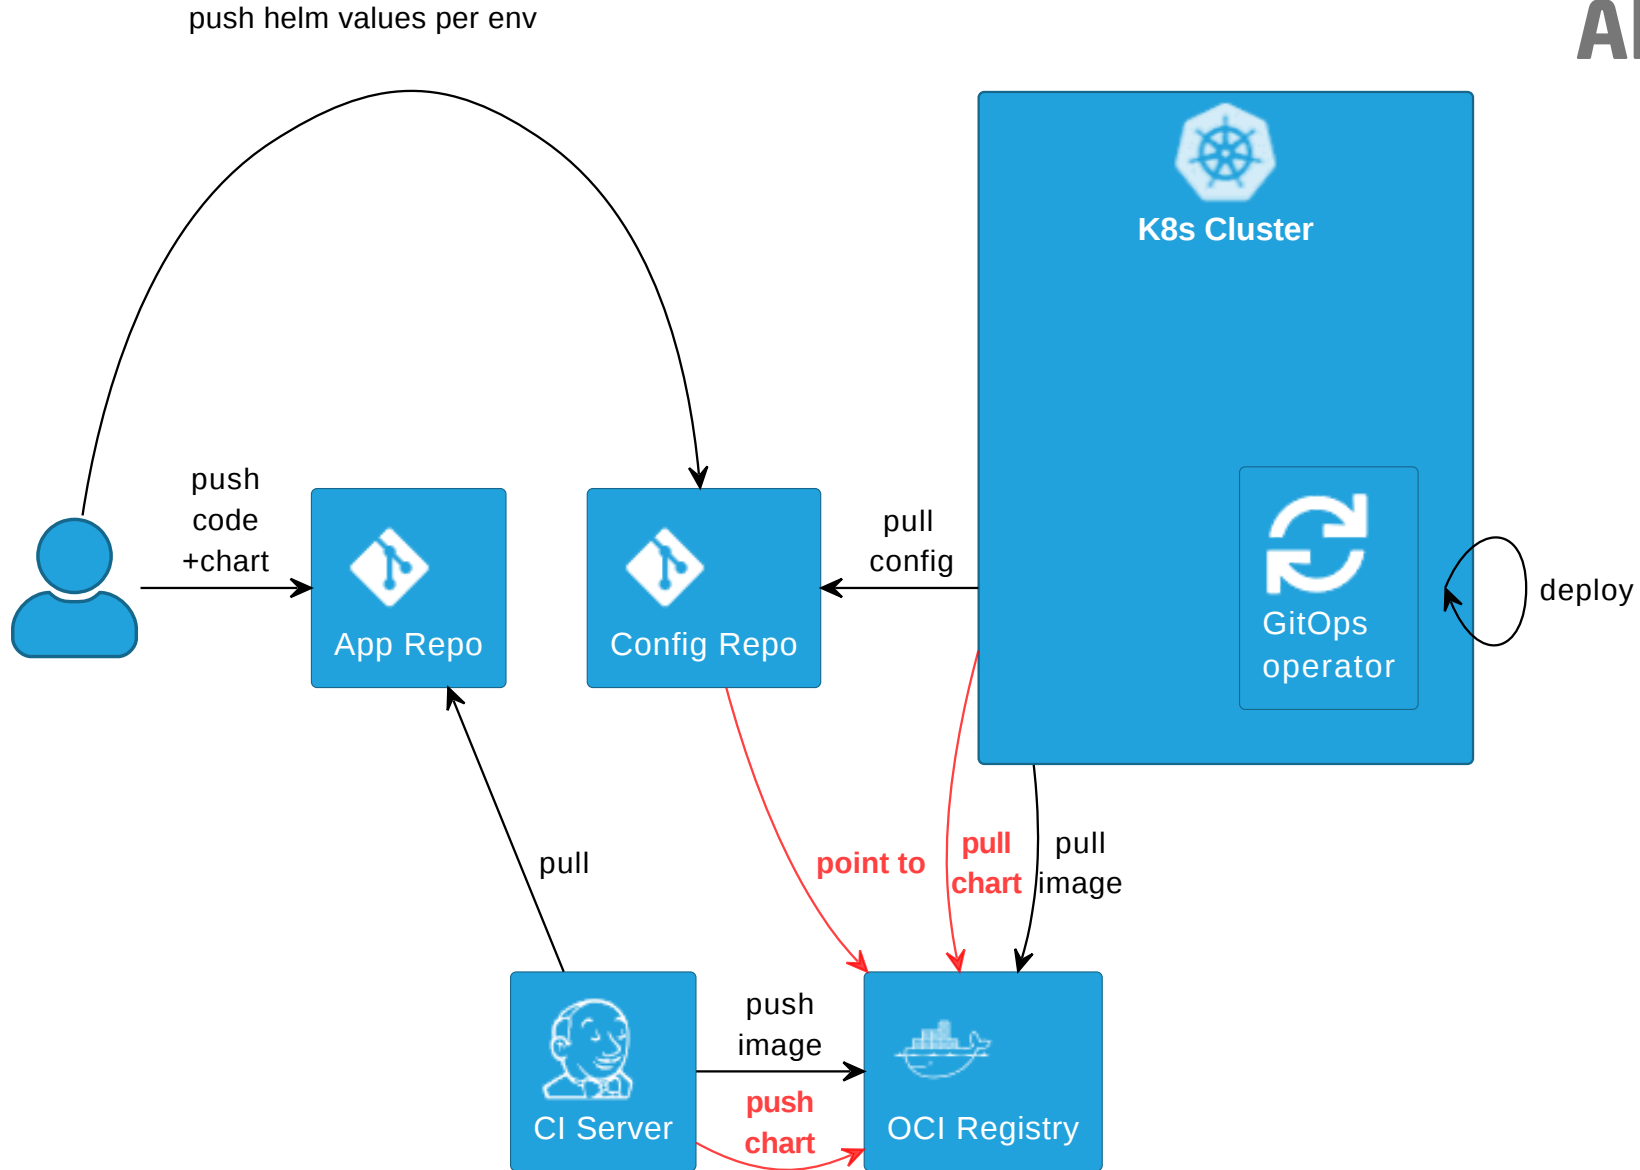 push helm values per env
K8s Cluster
push
code
+chart
App Repo
Config Repo
pull
config
GitOps
operator
deploy
pull
point to
pull
chart
pull
image
CI Server
push
image
push
chart
OCI Registry